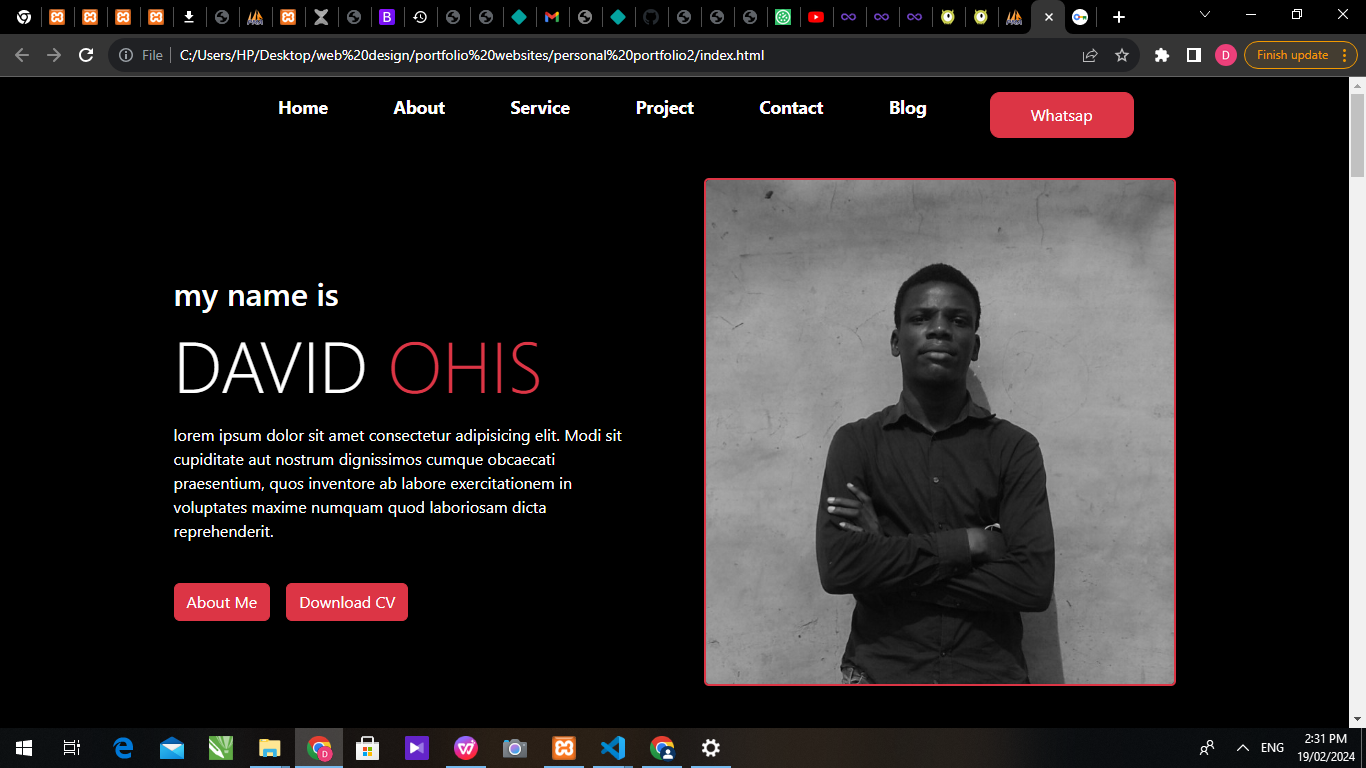 File
C:/Users/HP/Desktop/web%20design/portfolio%20websites/personal%20portfolio2/index.html
D
Finish update
Home
About
Service
Project
Contact
Blog
Whatsap
my name is
DAVID OHIS
lorem ipsum dolor sit amet consectetur adipisicing elit. Modi sit
cupiditate aut nostrum dignissimos cumque obcaecati
praesentium, quos inventore ab labore exercitationem in
voluptates maxime numquam quod laboriosam dicta
reprehenderit.
About Me
Download CV
ENG
2:31 PM
19/02/2024